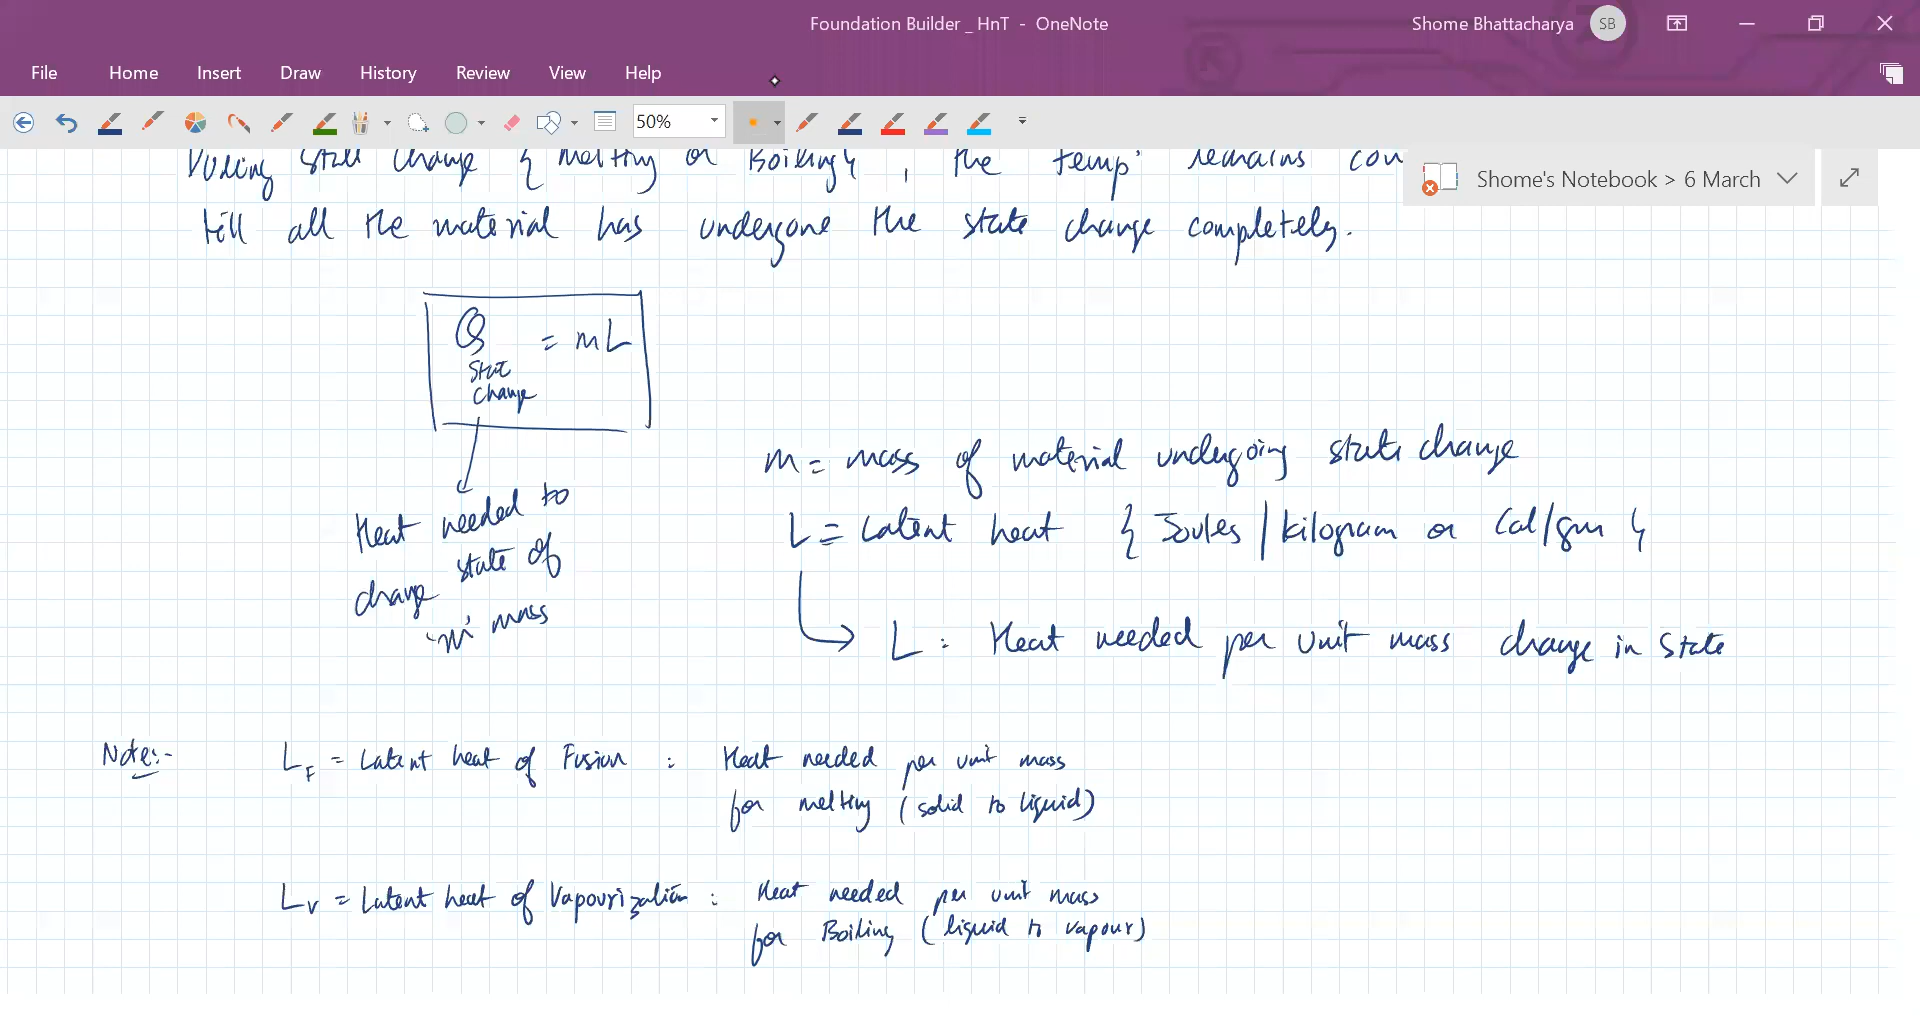 Foundation Builder _ HnT - OneNote
Shome Bhattacharya SB
File Home Insert Draw History Review View Help
50%
Shome's Notebook > 6 March
During state change { melting or Boiling }, the temp. remains con
till all the material has undergone the state change completely.
Q state change = mL
Heat needed to
change state of
'm' mass
m = mass of material undergoing state change
L = Latent heat { Joules / kilogram or Cal/gm }
L : Heat needed per unit mass change in state
Note:- L_F = Latent heat of Fusion : Heat needed per unit mass
for melting (solid to liquid)
L_V = Latent heat of Vapourization : Heat needed per unit mass
for Boiling (liquid to vapour)